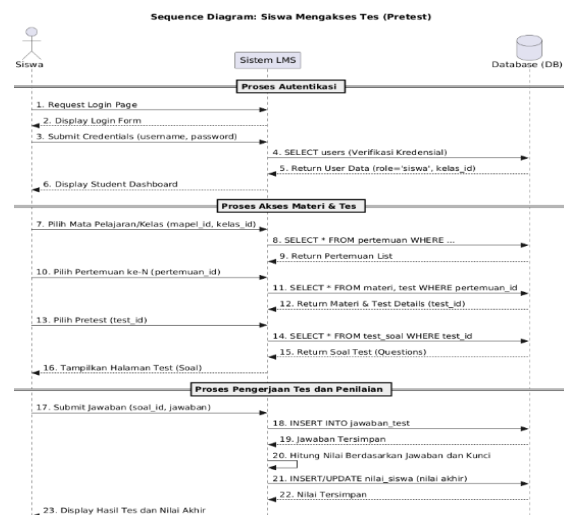 Sequence Diagram: Siswa Mengakses Tes (Pretest)
Siswa
Sistem LMS
Database (DB)
Proses Autentikasi
1. Request Login Page
2. Display Login Form
3. Submit Credentials (username, password)
4. SELECT users (Verifikasi Kredensial)
5. Return User Data (role='siswa', kelas_id)
6. Display Student Dashboard
Proses Akses Materi & Tes
7. Pilih Mata Pelajaran/Kelas (mapel_id, kelas_id)
8. SELECT * FROM pertemuan WHERE ...
9. Return Pertemuan List
10. Pilih Pertemuan ke-N (pertemuan_id)
11. SELECT * FROM materi, test WHERE pertemuan_id
12. Return Materi & Test Details (test_id)
13. Pilih Pretest (test_id)
14. SELECT * FROM test_soal WHERE test_id
15. Return Soal Test (Questions)
16. Tampilkan Halaman Test (Soal)
Proses Pengerjaan Tes dan Penilaian
17. Submit Jawaban (soal_id, jawaban)
18. INSERT INTO jawaban_test
19. Jawaban Tersimpan
20. Hitung Nilai Berdasarkan Jawaban dan Kunci
21. INSERT/UPDATE nilai_siswa (nilai akhir)
22. Nilai Tersimpan
23. Display Hasil Tes dan Nilai Akhir